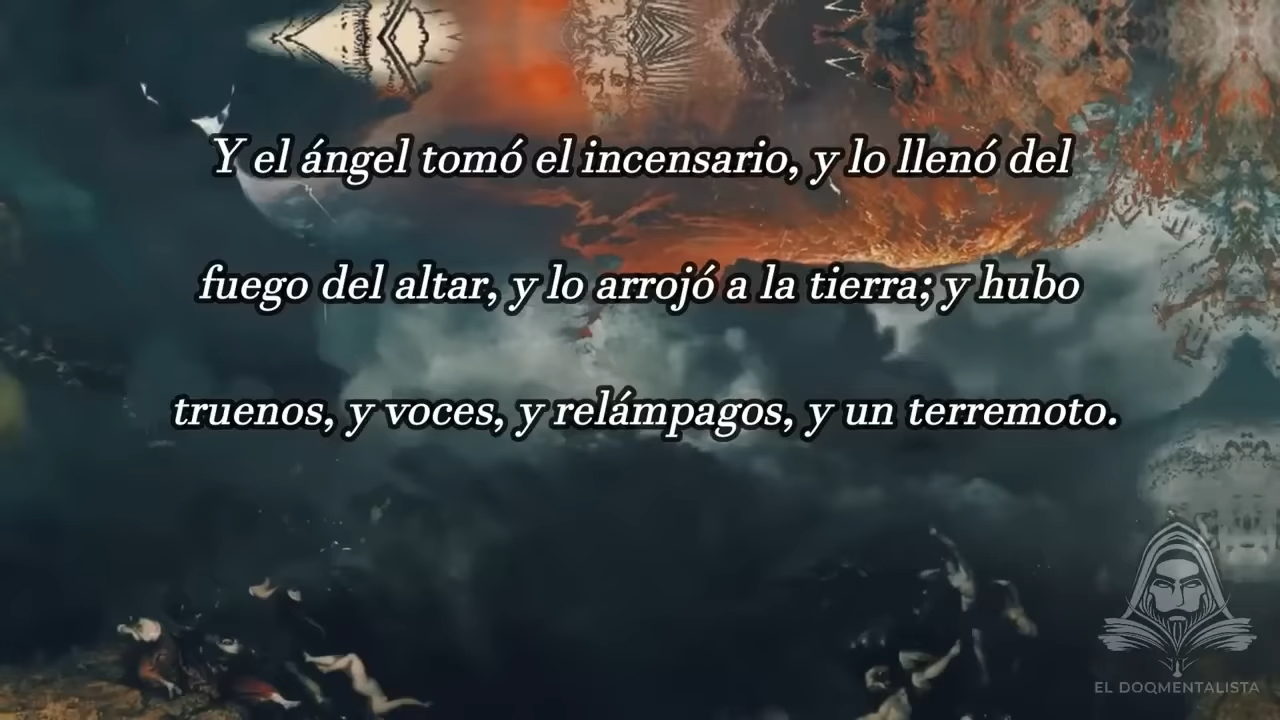 Y el ángel tomó el incensario, y lo llenó del
fuego del altar, y lo arrojó a la tierra; y hubo
truenos, y voces, y relámpagos, y un terremoto.
EL DOQMENTALISTA